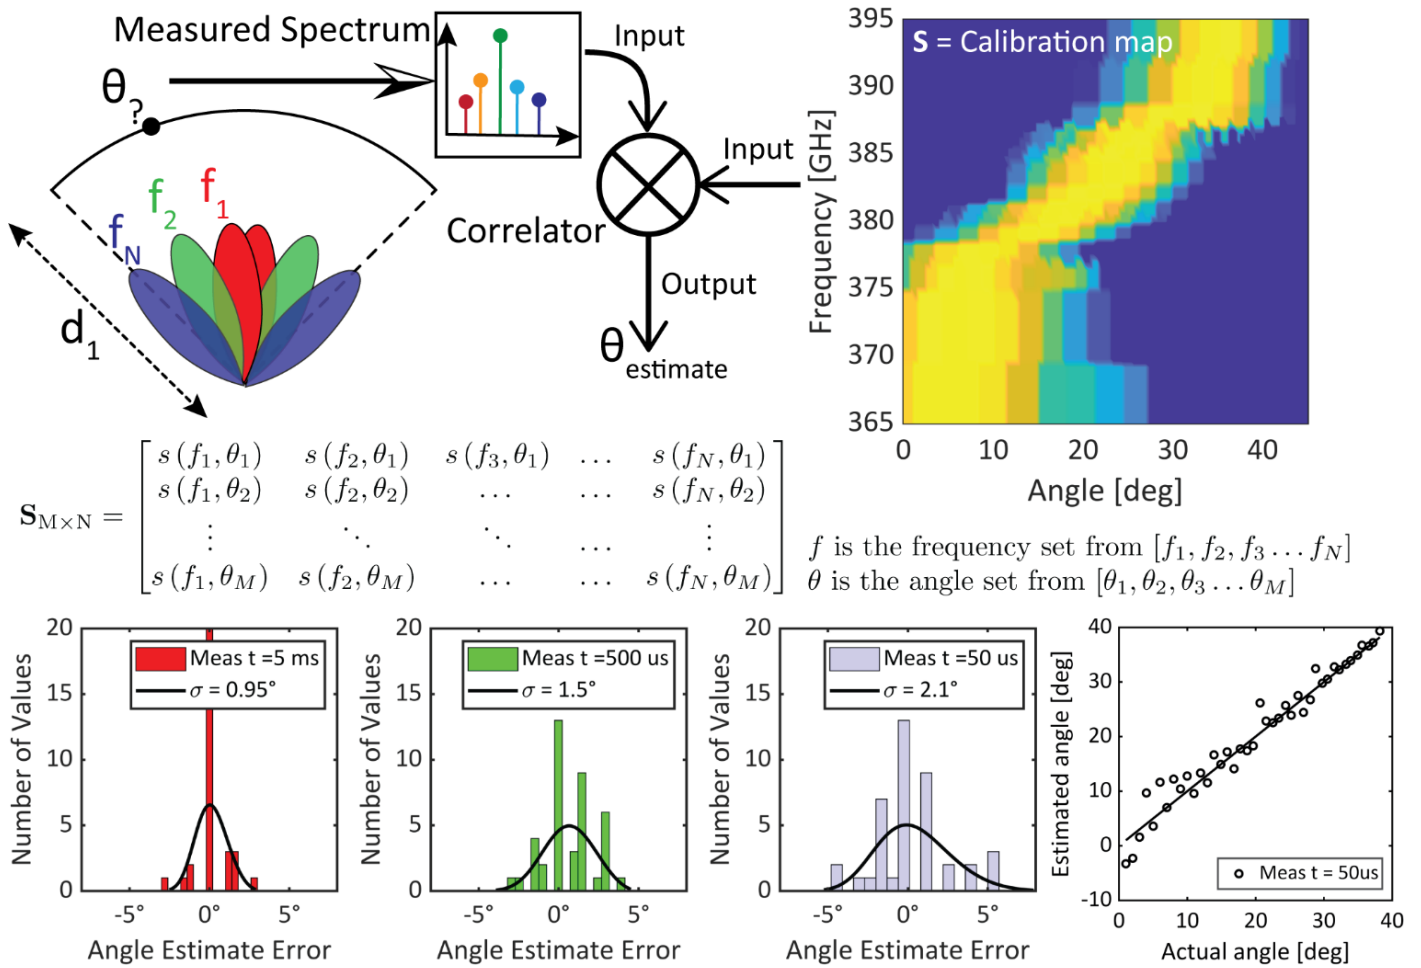 Measured Spectrum
θ?
Input
Input
f1
f2
fN
Correlator
d1
Output
θestimate
S = Calibration map
Frequency [GHz]
395
390
385
380
375
370
365
0 10 20 30 40
Angle [deg]
S_{M×N} =
s (f1, θ1) s (f2, θ1) s (f3, θ1) … s (fN, θ1)
s (f1, θ2) s (f2, θ2) … … s (fN, θ2)
⋮ ⋱ ⋱ … ⋮
s (f1, θM) s (f2, θM) … … s (fN, θM)
f is the frequency set from [f1, f2, f3 … fN]
θ is the angle set from [θ1, θ2, θ3 … θM]
Number of Values
20
15
10
5
0
Meas t =5 ms
σ = 0.95°
-5° 0° 5°
Angle Estimate Error
Number of Values
20
15
10
5
0
Meas t =500 us
σ = 1.5°
-5° 0° 5°
Angle Estimate Error
Number of Values
20
15
10
5
0
Meas t =50 us
σ = 2.1°
-5° 0° 5°
Angle Estimate Error
Estimated angle [deg]
40
30
20
10
0
-10
Meas t = 50us
0 10 20 30 40
Actual angle [deg]